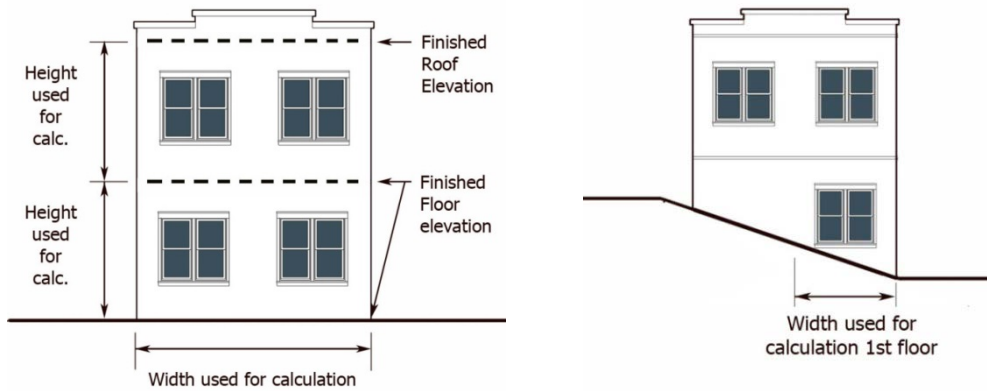 Height
used
for
calc.
Finished
Roof
Elevation
Height
used
for
calc.
Finished
Floor
elevation
Width used for calculation
Width used for
calculation 1st floor